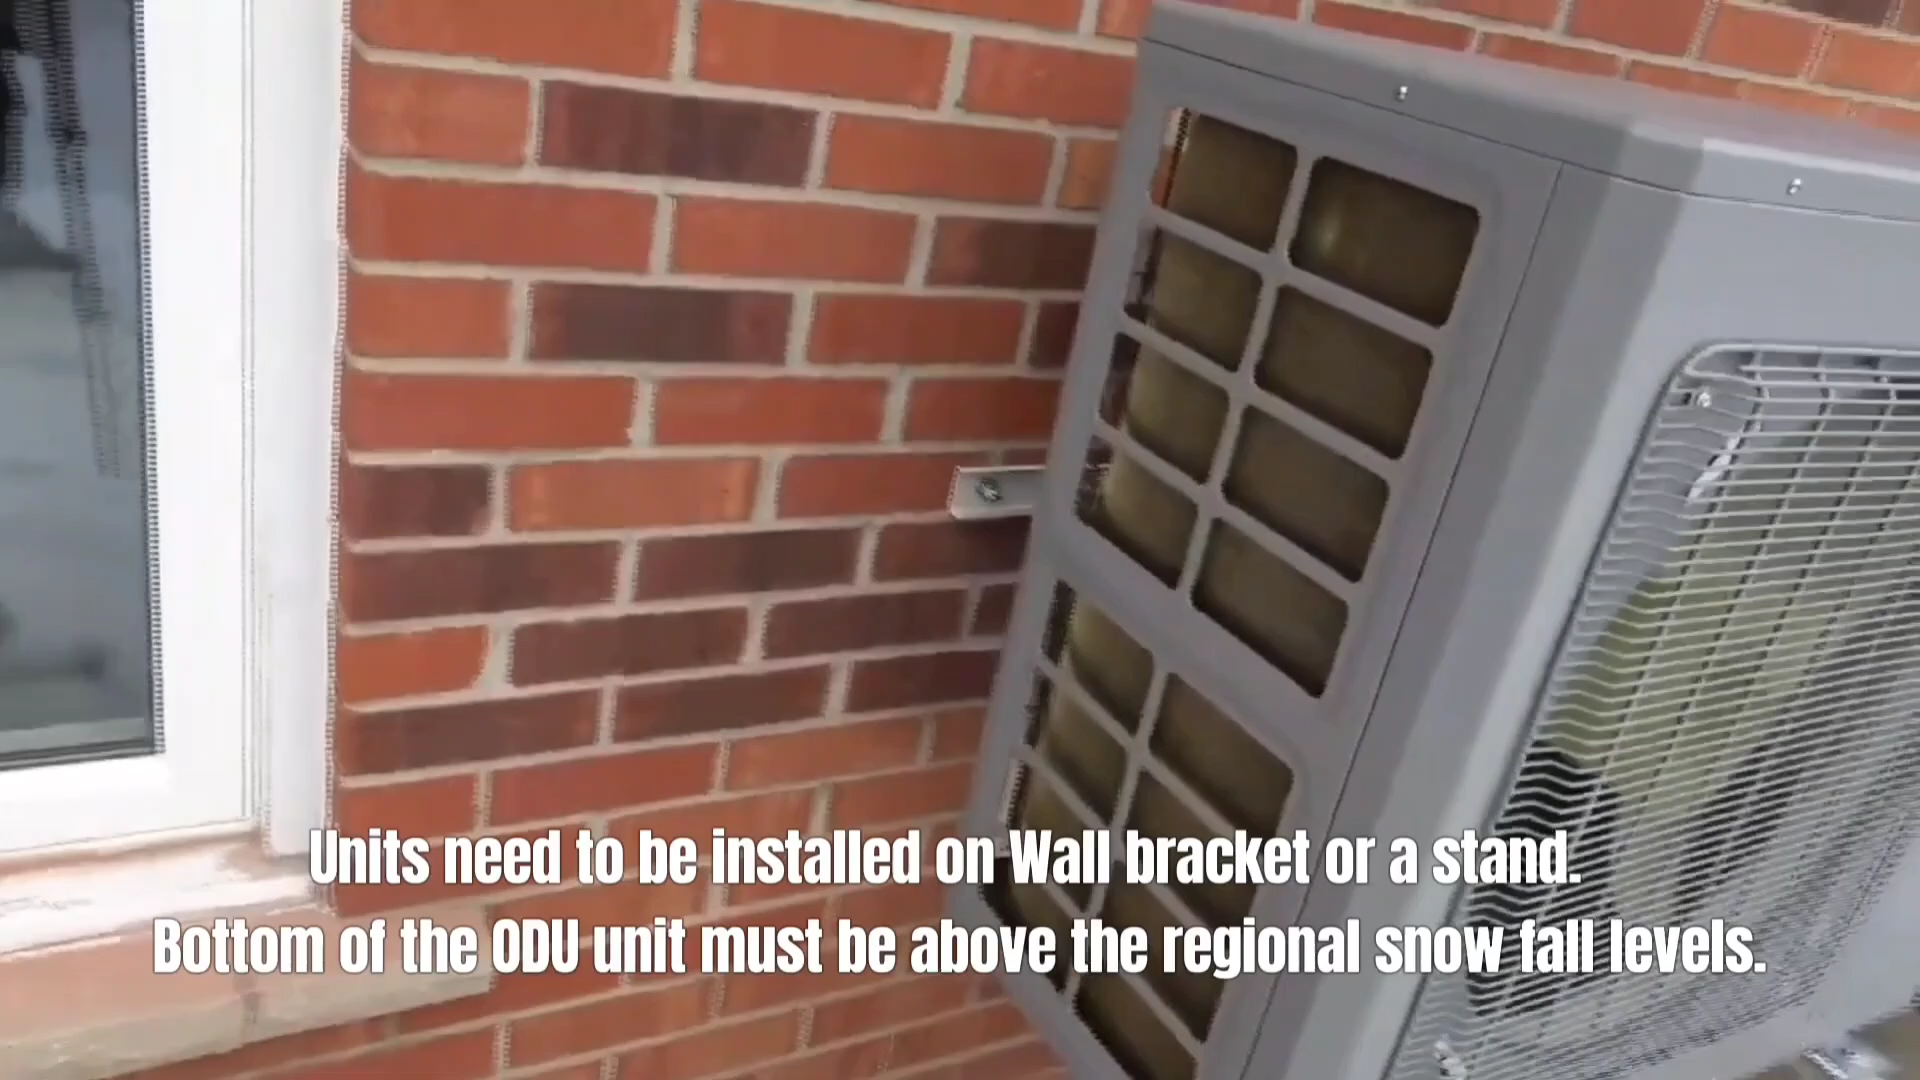 Units need to be installed on Wall bracket or a stand.
Bottom of the ODU unit must be above the regional snow fall levels.